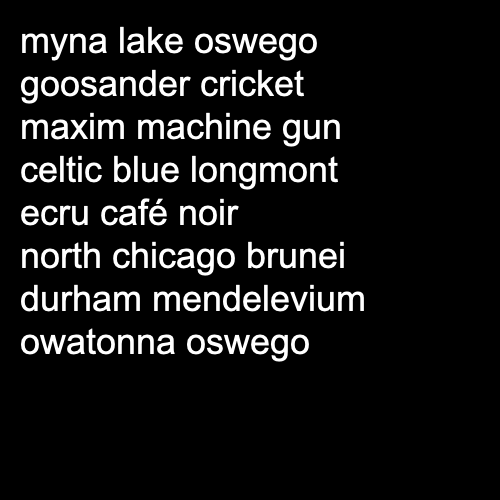 myna lake oswego
goosander cricket
maxim machine gun
celtic blue longmont
ecru café noir
north chicago brunei
durham mendelevium
owatonna oswego